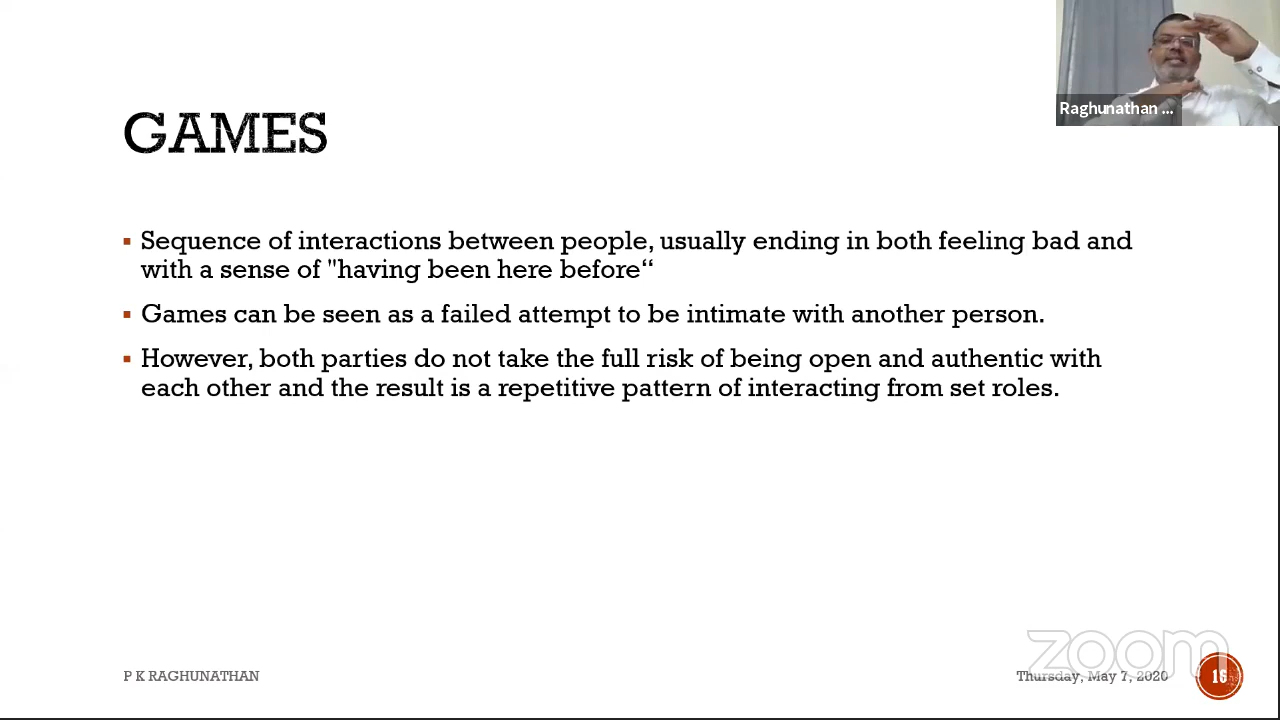 Raghunathan ...
GAMES
▪ Sequence of interactions between people, usually ending in both feeling bad and
with a sense of "having been here before“
▪ Games can be seen as a failed attempt to be intimate with another person.
▪ However, both parties do not take the full risk of being open and authentic with
each other and the result is a repetitive pattern of interacting from set roles.
zoom
P K RAGHUNATHAN
Thursday, May 7, 2020
16